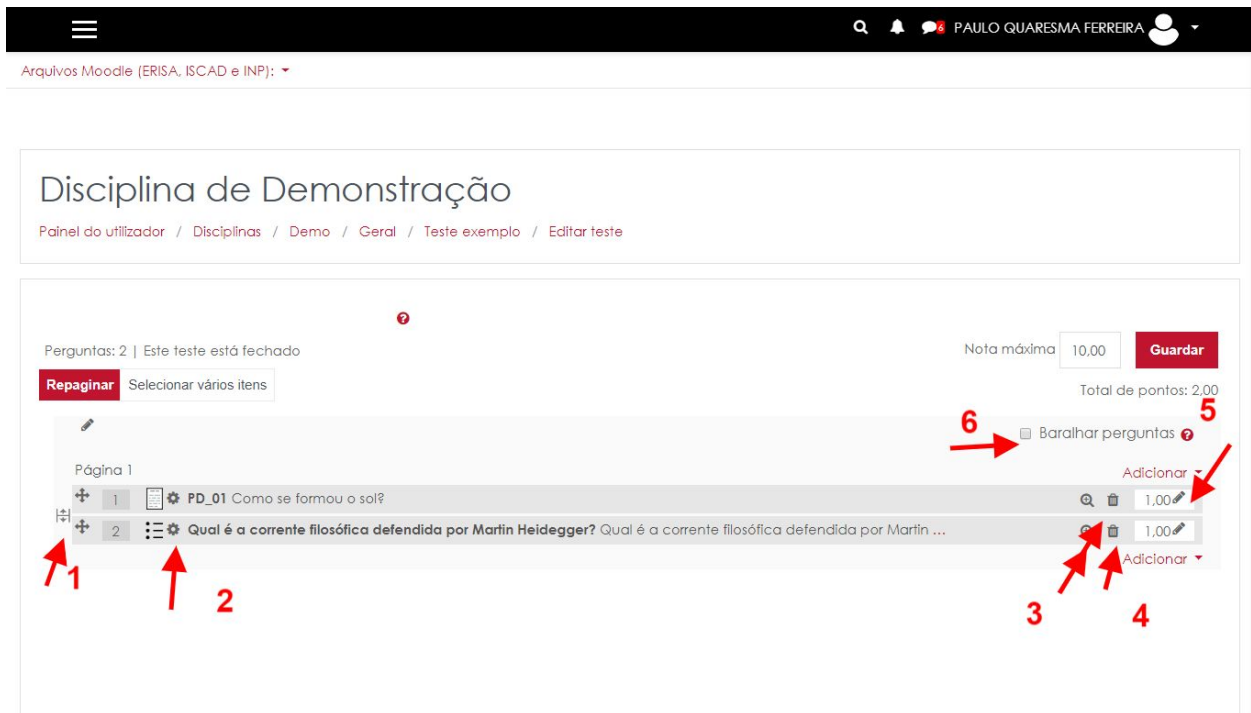 6 PAULO QUARESMA FERREIRA
Arquivos Moodle (ERISA, ISCAD e INP):
Disciplina de Demonstração
Painel do utilizador / Disciplinas / Demo / Geral / Teste exemplo / Editar teste
Perguntas: 2 | Este teste está fechado
Nota máxima 10,00 Guardar
Repaginar Selecionar vários itens
Total de pontos: 2,00
5
6
Baralhar perguntas
Página 1
Adicionar
1 PD_01 Como se formou o sol? 1,00
2 Qual é a corrente filosófica defendida por Martin Heidegger? Qual é a corrente filosófica defendida por Martin ... 1,00
Adicionar
1
2
3
4